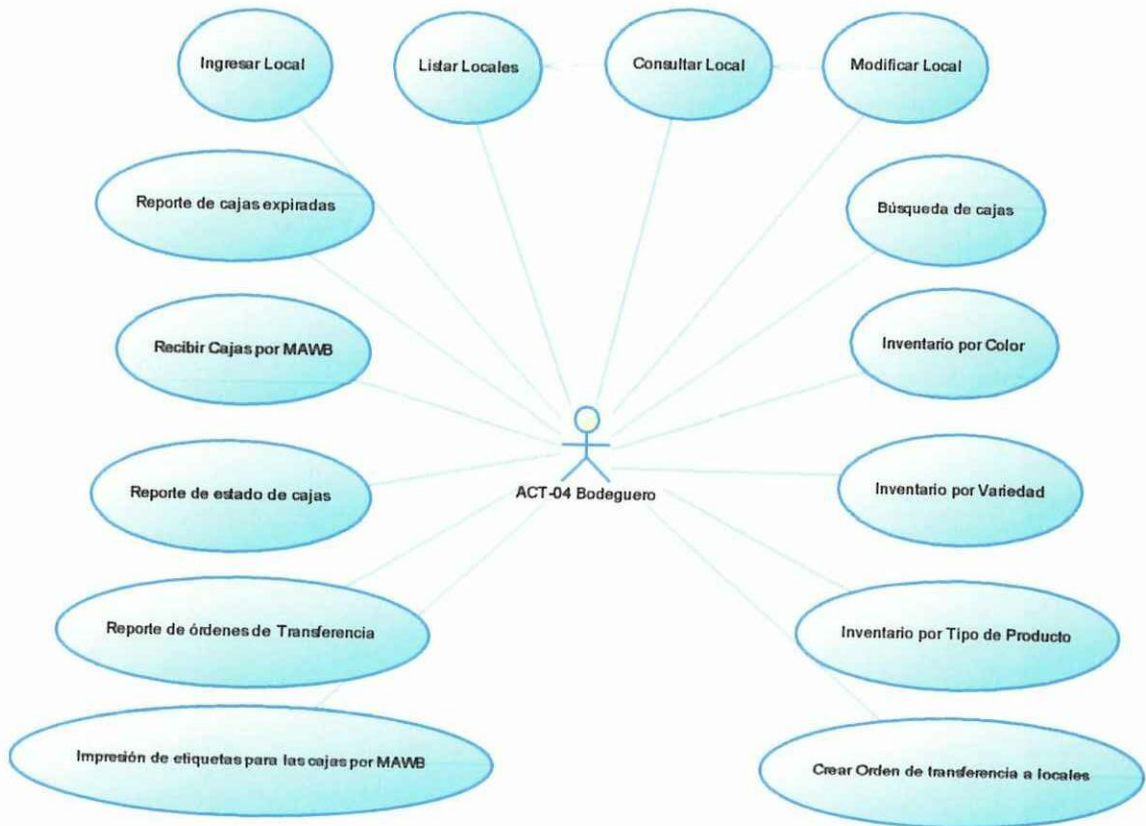 Ingresar Local
Listar Locales
Consultar Local
Modificar Local
Reporte de cajas expiradas
Búsqueda de cajas
Recibir Cajas por MAWB
Inventario por Color
Reporte de estado de cajas
ACT-04 Bodeguero
Inventario por Variedad
Reporte de órdenes de Transferencia
Inventario por Tipo de Producto
Impresión de etiquetas para las cajas por MAWB
Crear Orden de transferencia a locales